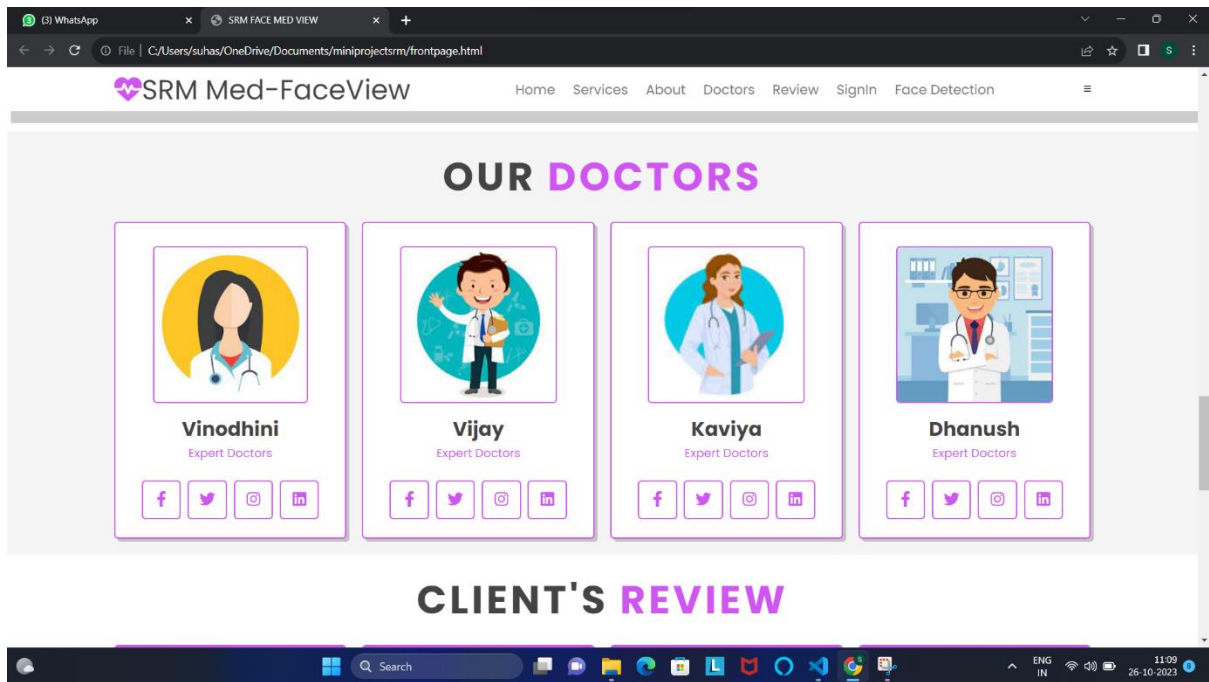 (3) WhatsApp
SRM FACE MED VIEW
File | C:/Users/suhas/OneDrive/Documents/miniprojectsrm/frontpage.html
S
SRM Med-FaceView
Home Services About Doctors Review SignIn Face Detection
OUR DOCTORS
Vinodhini Vijay Kaviya Dhanush
Expert Doctors Expert Doctors Expert Doctors Expert Doctors
CLIENT'S REVIEW
Search
ENG
IN
11:09
26-10-2023
8